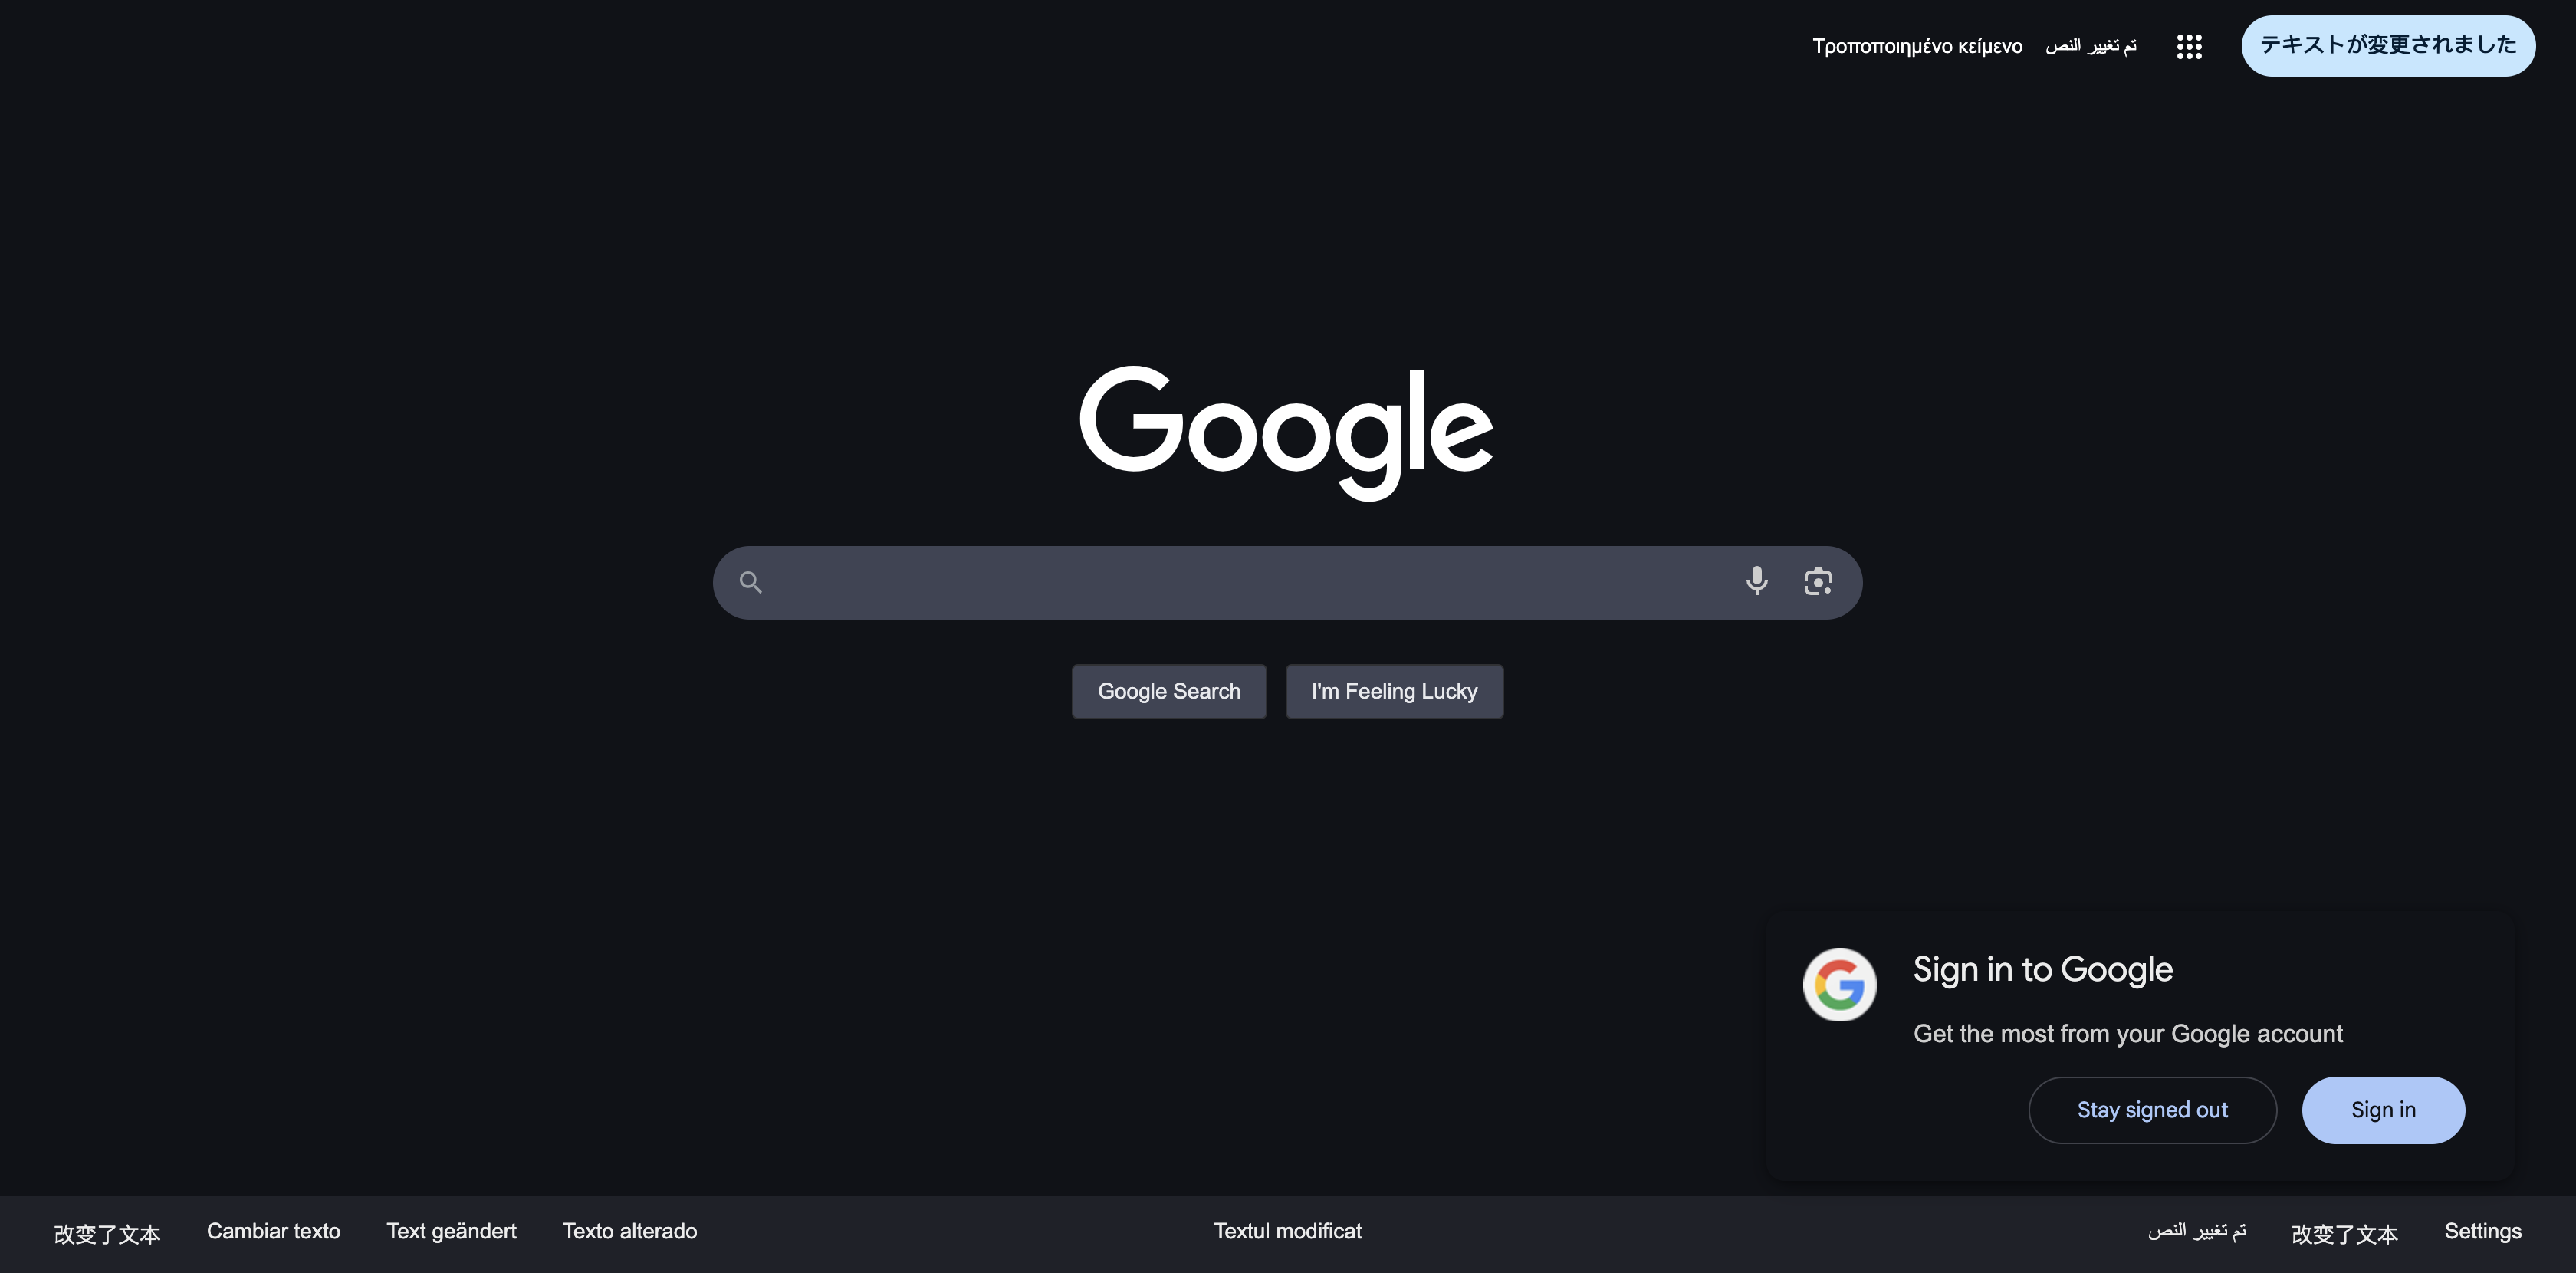 Τροποποιημένο κείμενο تم تغيير النص テキストが変更されました
Google
Google Search I'm Feeling Lucky
Sign in to Google
Get the most from your Google account
Stay signed out Sign in
改变了文本 Cambiar texto Text geändert Texto alterado Textul modificat تم تغيير النص 改变了文本 Settings